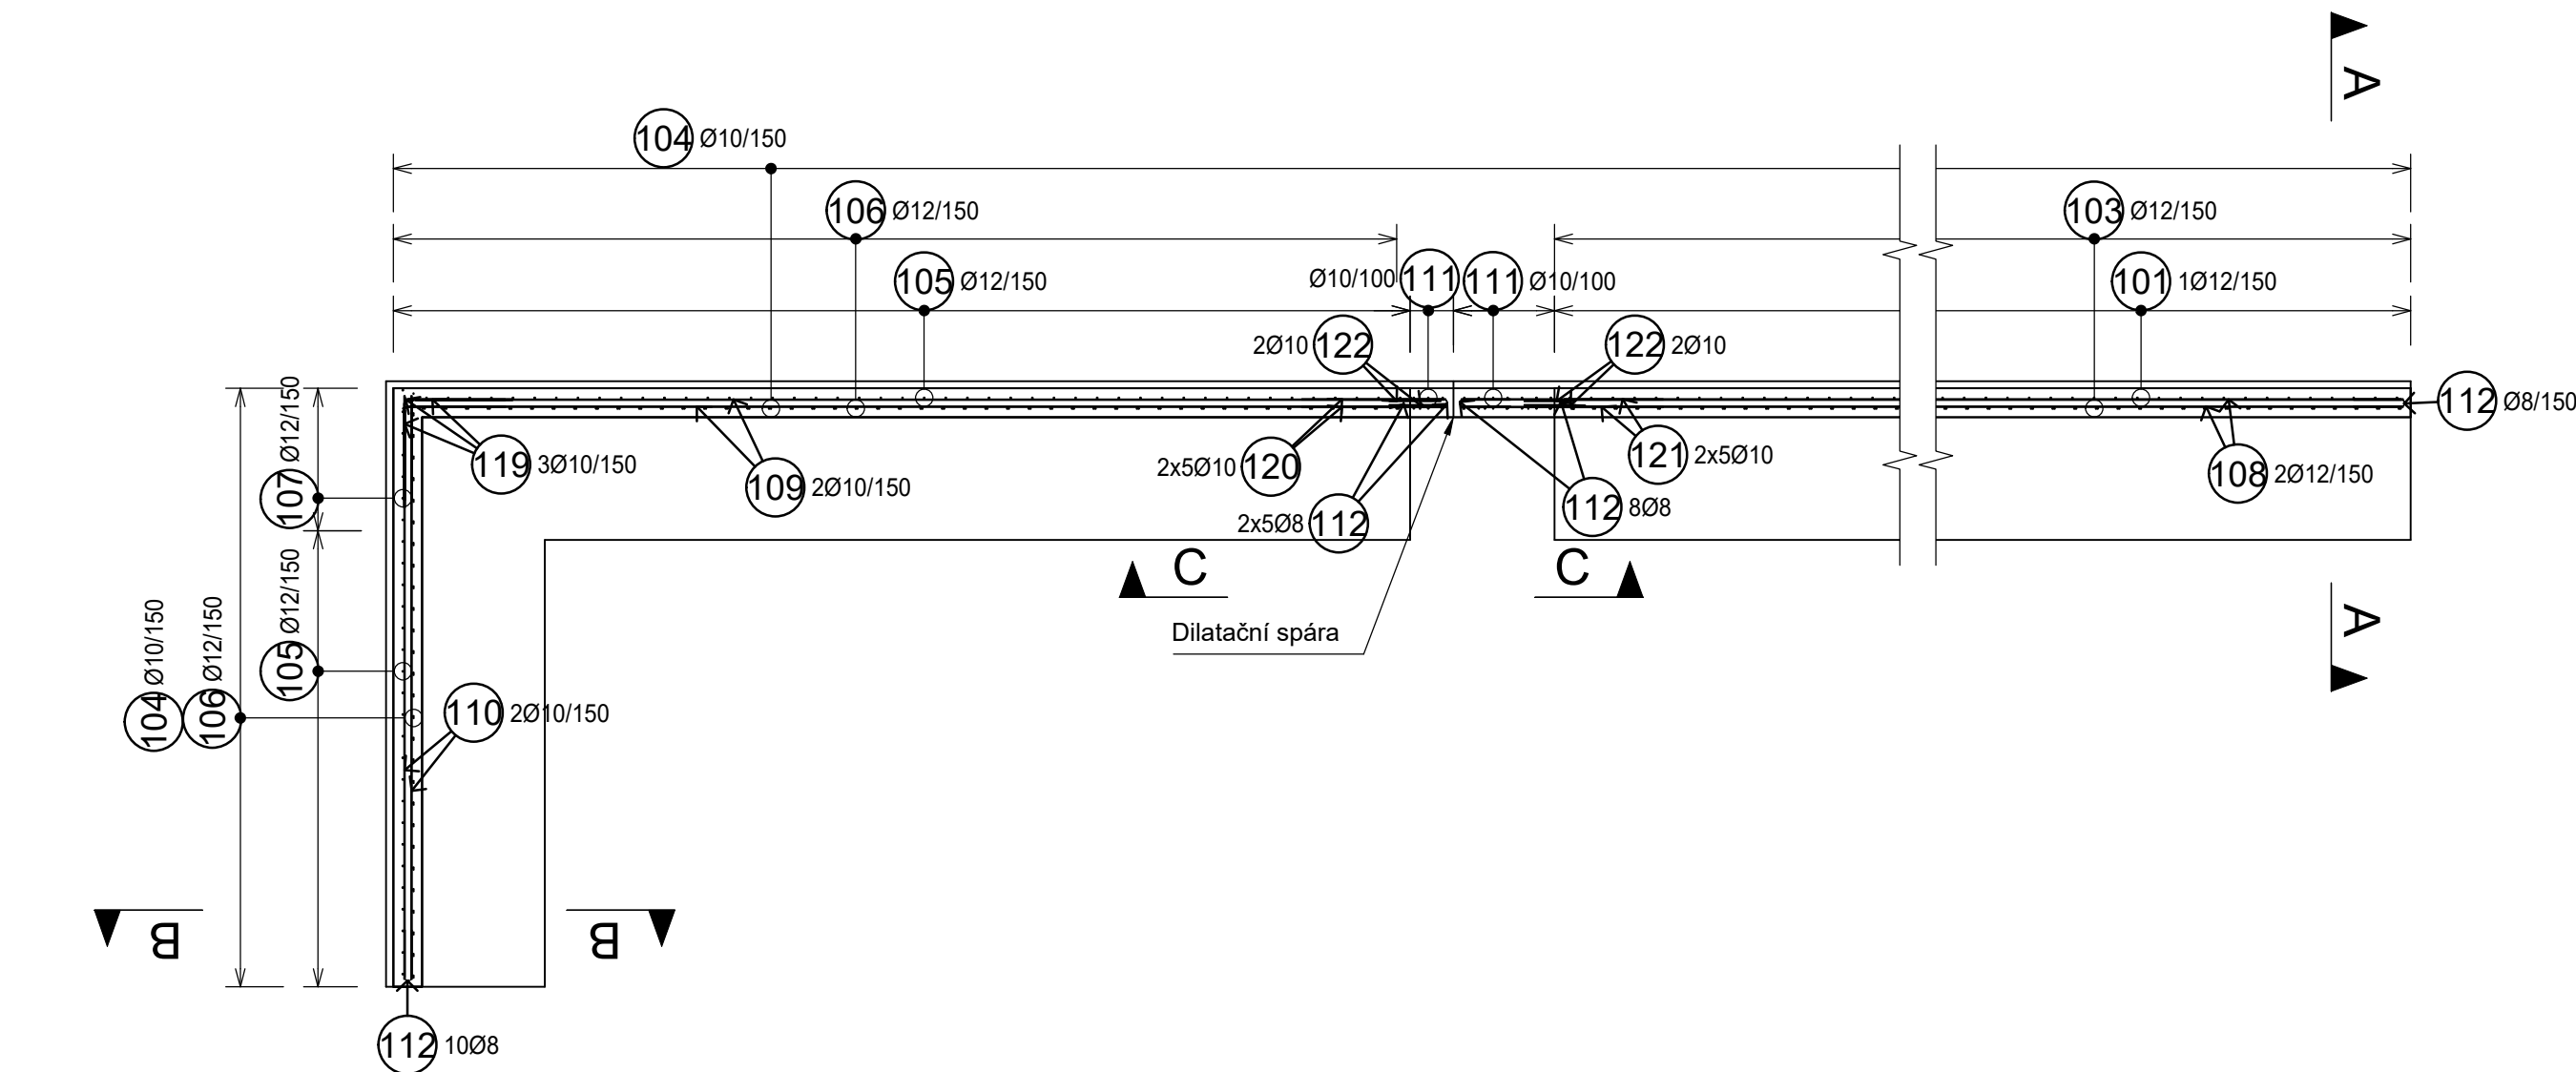 A
104 Ø10/150
106 Ø12/150
103 Ø12/150
105 Ø12/150
Ø10/100 111
111 Ø10/100
101 1Ø12/150
2Ø10 122
122 2Ø10
112 Ø8/150
107 Ø12/150
119 3Ø10/150
109 2Ø10/150
2x5Ø10 120
121 2x5Ø10
108 2Ø12/150
2x5Ø8 112
112 8Ø8
C
C
A
Dilatační spára
105 Ø12/150
104 Ø10/150
106 Ø12/150
110 2Ø10/150
B
B
112 10Ø8